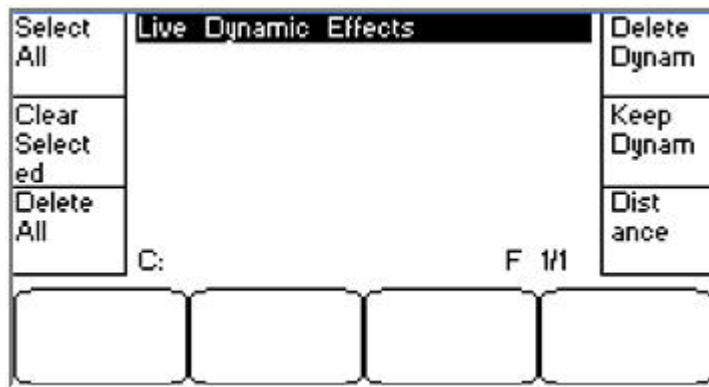 Select
All
Clear
Select
ed
Delete
All
Live Dynamic Effects
C:
F 1/1
Delete
Dynam
Keep
Dynam
Dist
ance